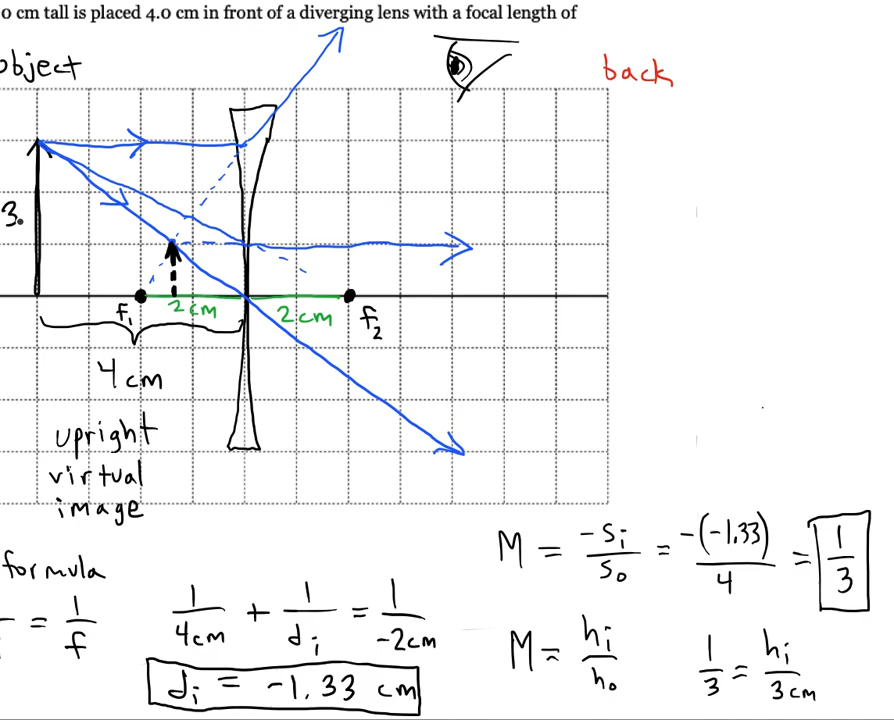 o cm tall is placed 4.0 cm in front of a diverging lens with a focal length of
object
back
3.
f₁
2cm
2cm
f₂
4cm
upright
virtual
image
formula
= 1/f
1/4cm + 1/dᵢ = 1/-2cm
dᵢ = -1.33 cm
M = -sᵢ/s₀ = -(-1.33)/4 = 1/3
M = hᵢ/h₀
1/3 = hᵢ/3cm